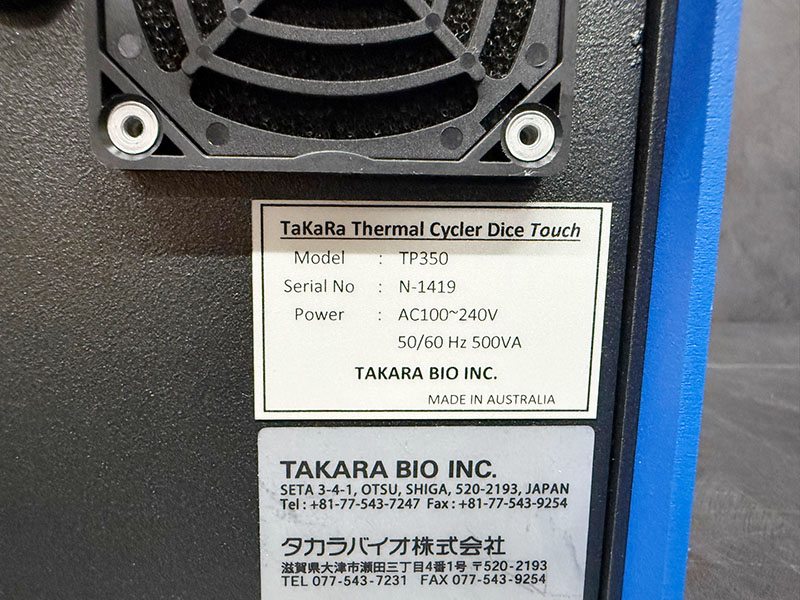 TaKaRa Thermal Cycler Dice Touch
Model : TP350
Serial No : N-1419
Power : AC100~240V
50/60 Hz 500VA
TAKARA BIO INC.
MADE IN AUSTRALIA
TAKARA BIO INC.
SETA 3-4-1, OTSU, SHIGA, 520-2193, JAPAN
Tel : +81-77-543-7247 Fax : +81-77-543-9254
タカラバイオ株式会社
滋賀県大津市瀬田三丁目4番1号 〒520-2193
TEL 077-543-7231 FAX 077-543-9254